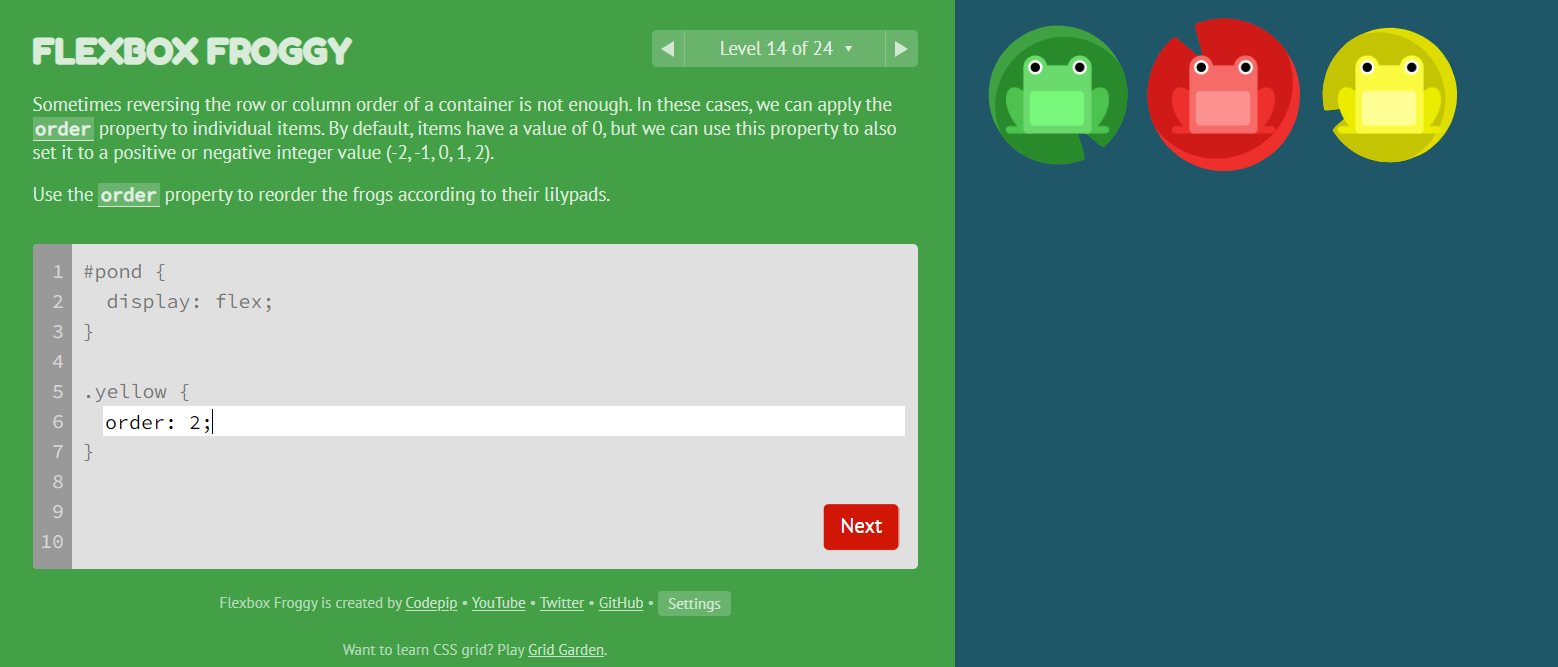 FLEXBOX FROGGY
◀ Level 14 of 24 ▼ ▶
Sometimes reversing the row or column order of a container is not enough. In these cases, we can apply the
order property to individual items. By default, items have a value of 0, but we can use this property to also
set it to a positive or negative integer value (-2, -1, 0, 1, 2).
Use the order property to reorder the frogs according to their lilypads.
1 #pond {
2   display: flex;
3 }
4
5 .yellow {
6   order: 2;
7 }
8
9
10
Next
Flexbox Froggy is created by Codepip • YouTube • Twitter • GitHub • Settings
Want to learn CSS grid? Play Grid Garden.